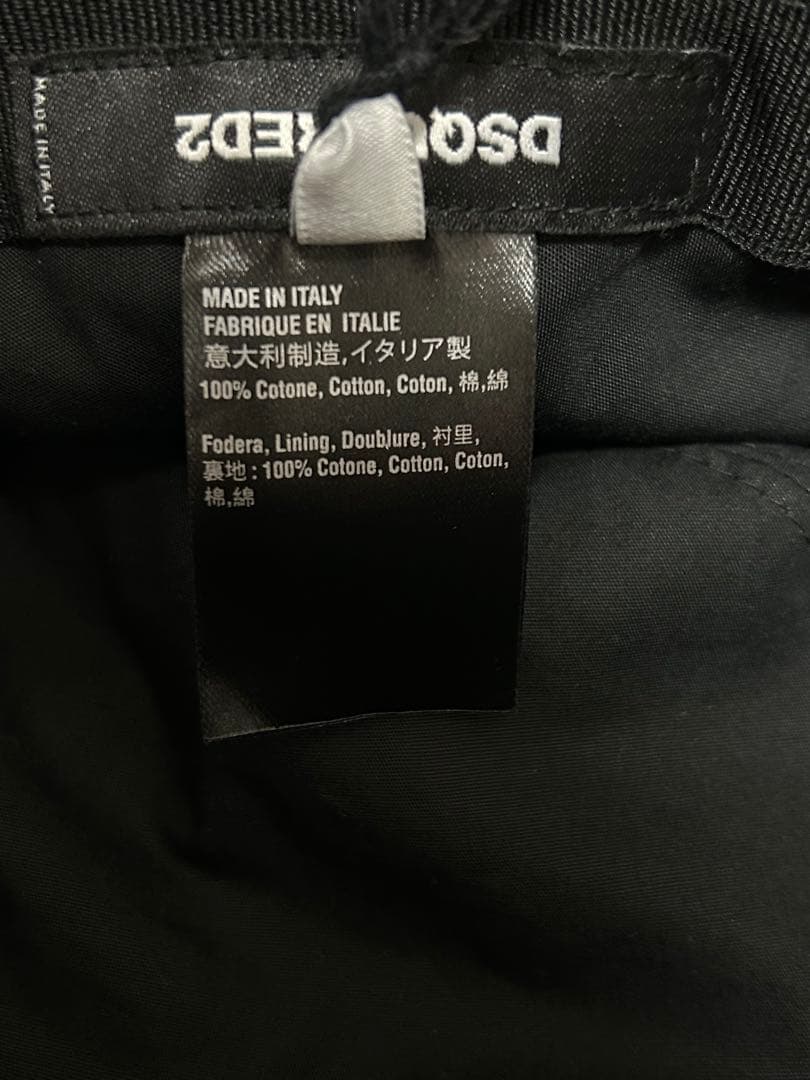 MADE IN ITALY
DSQUARED2
MADE IN ITALY
FABRIQUE EN ITALIE
意大利制造,イタリア製
100% Cotone, Cotton, Coton, 棉,綿
Fodera, Lining, Doublure, 衬里,
裏地: 100% Cotone, Cotton, Coton,
棉,綿